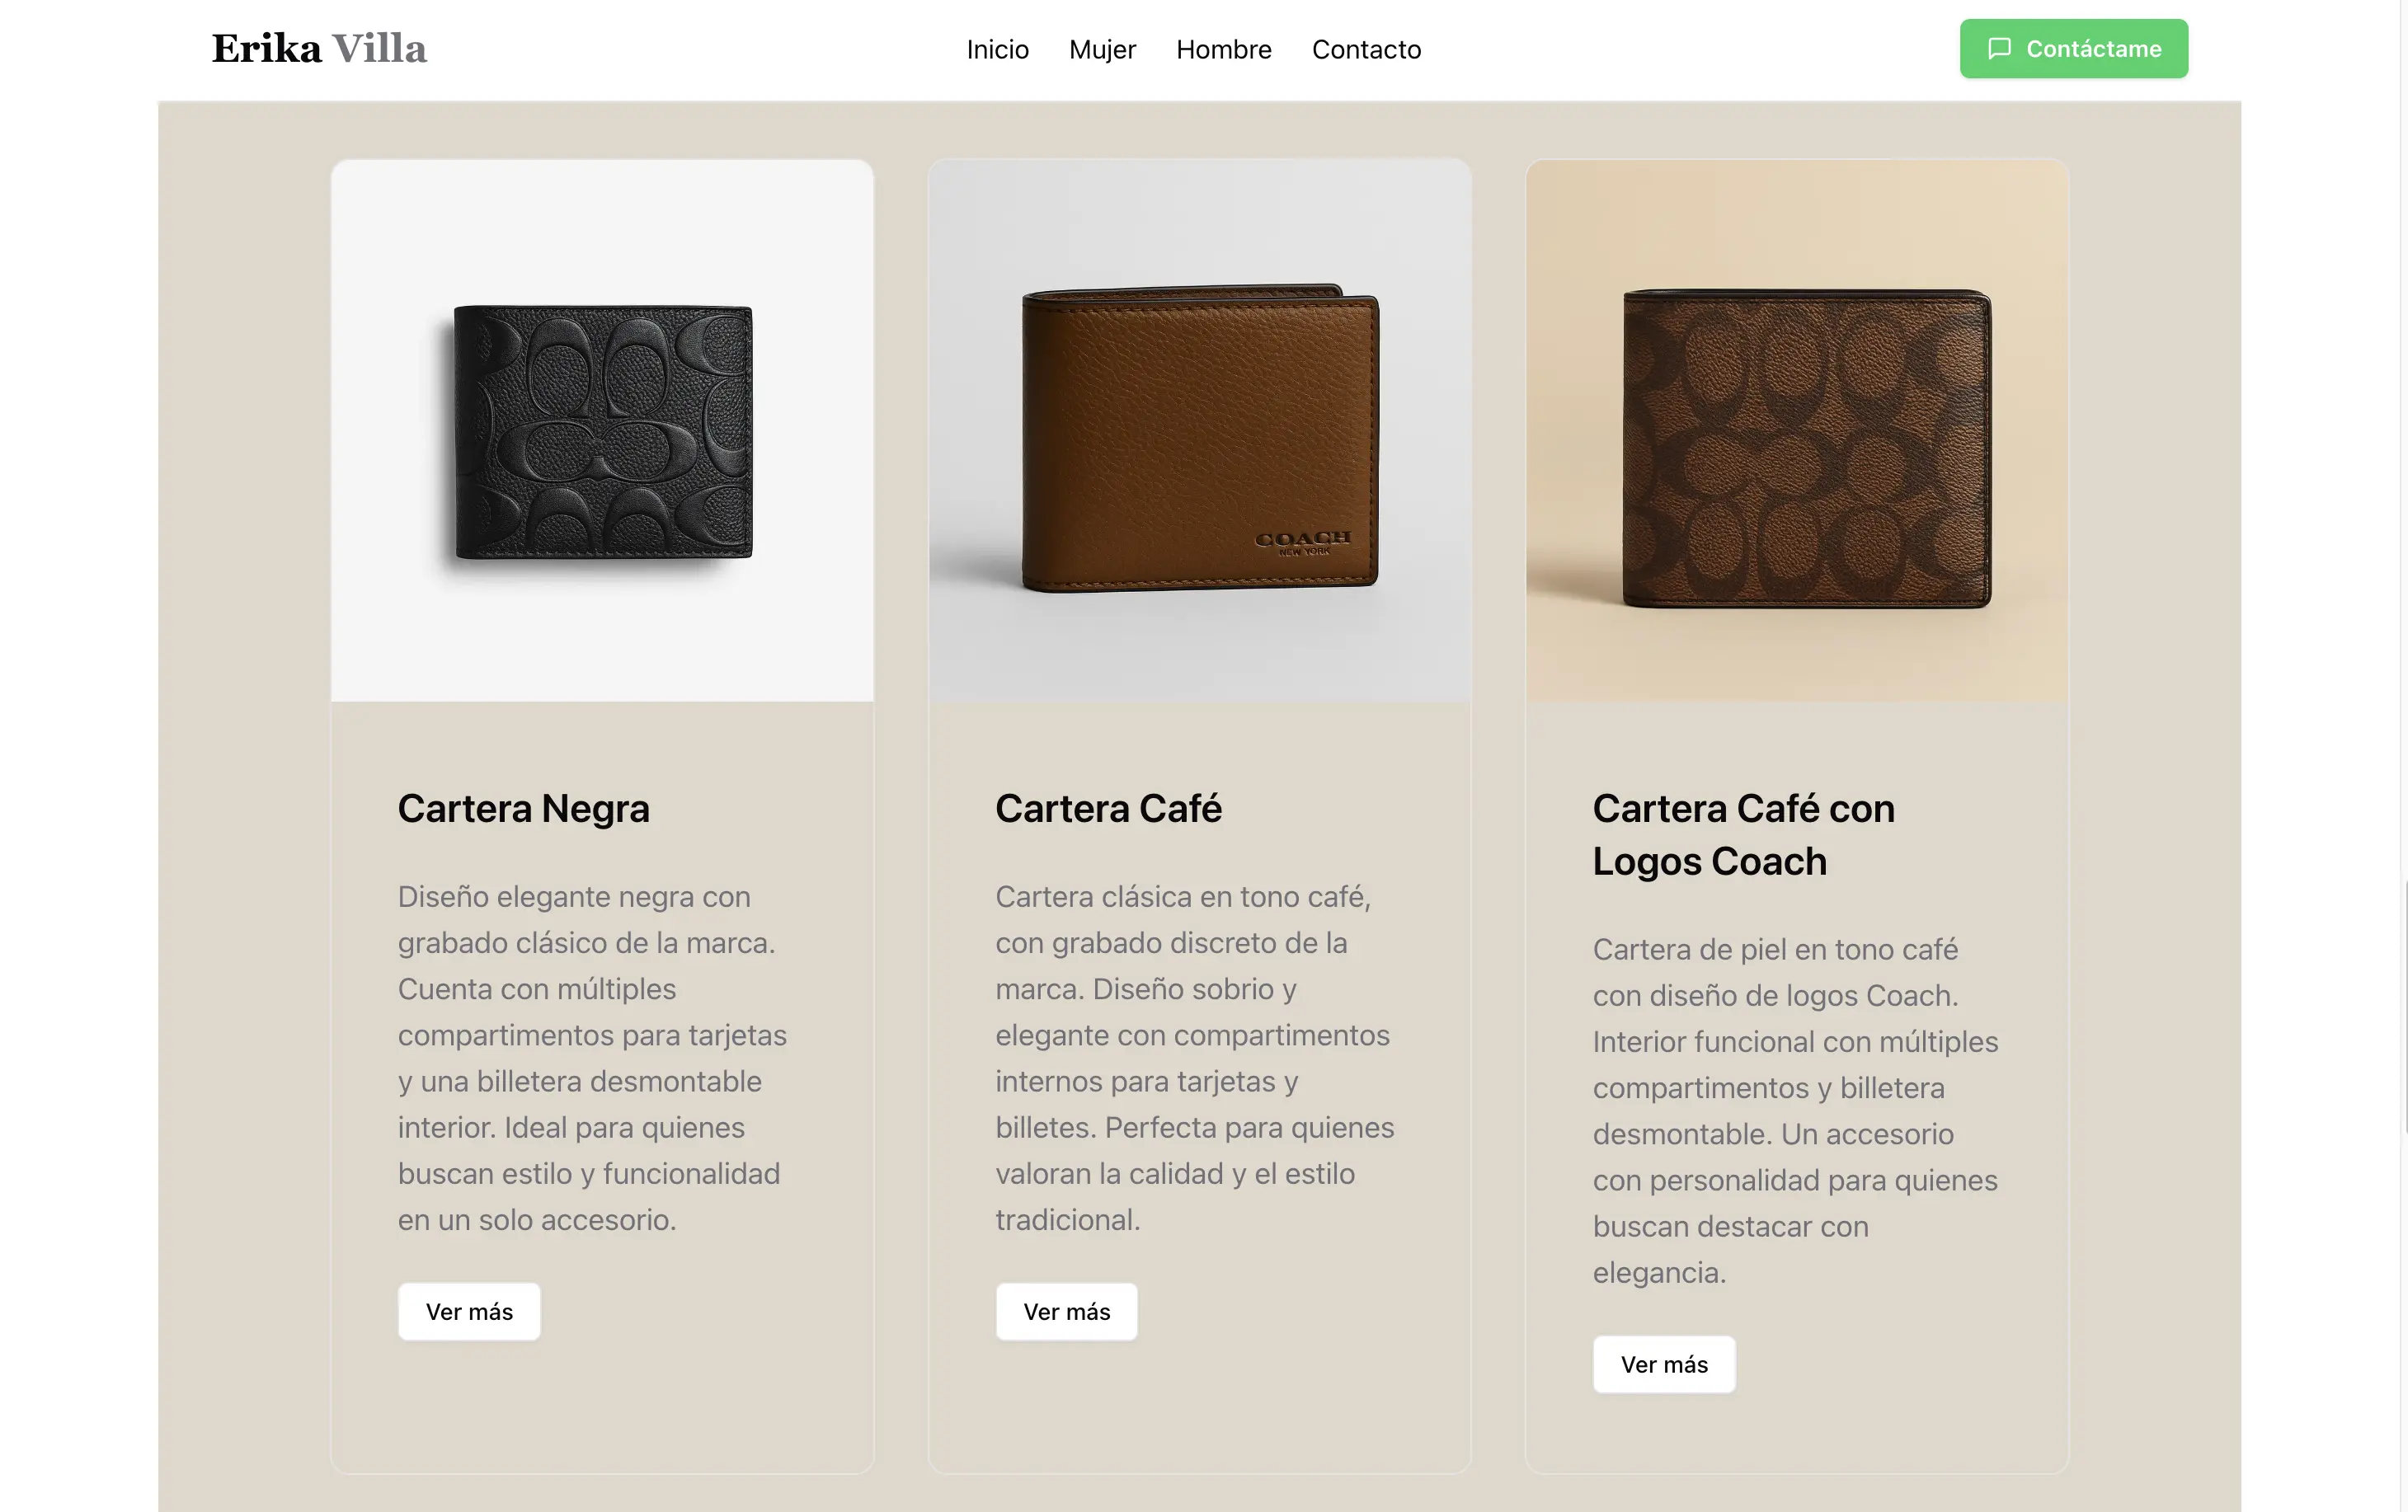 Erika Villa
Inicio Mujer Hombre Contacto
Contáctame
COACH
NEW YORK
Cartera Negra
Diseño elegante negra con
grabado clásico de la marca.
Cuenta con múltiples
compartimentos para tarjetas
y una billetera desmontable
interior. Ideal para quienes
buscan estilo y funcionalidad
en un solo accesorio.
Ver más
Cartera Café
Cartera clásica en tono café,
con grabado discreto de la
marca. Diseño sobrio y
elegante con compartimentos
internos para tarjetas y
billetes. Perfecta para quienes
valoran la calidad y el estilo
tradicional.
Ver más
Cartera Café con
Logos Coach
Cartera de piel en tono café
con diseño de logos Coach.
Interior funcional con múltiples
compartimentos y billetera
desmontable. Un accesorio
con personalidad para quienes
buscan destacar con
elegancia.
Ver más